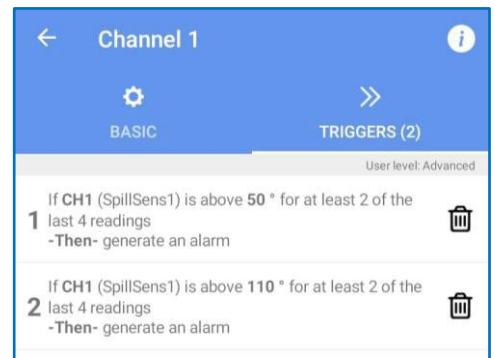 Channel 1
i
BASIC
TRIGGERS (2)
User level: Advanced
If CH1 (SpillSens1) is above 50 ° for at least 2 of the
1 last 4 readings
-Then- generate an alarm
If CH1 (SpillSens1) is above 110 ° for at least 2 of the
2 last 4 readings
-Then- generate an alarm